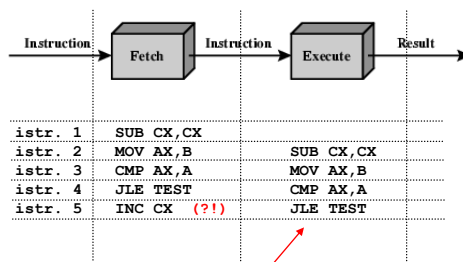 Instruction Fetch Instruction Execute Result
istr. 1 SUB CX,CX
istr. 2 MOV AX,B SUB CX,CX
istr. 3 CMP AX,A MOV AX,B
istr. 4 JLE TEST CMP AX,A
istr. 5 INC CX (?!) JLE TEST